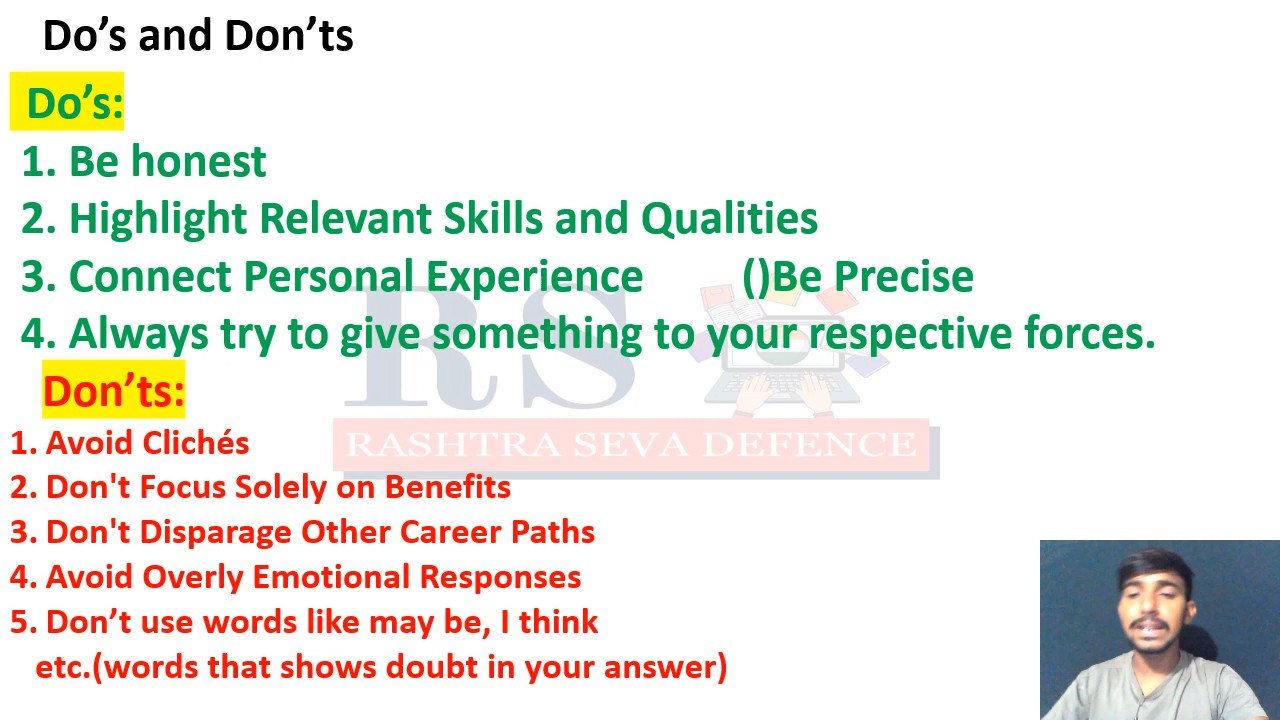 Do’s and Don’ts
Do’s:
1. Be honest
2. Highlight Relevant Skills and Qualities
3. Connect Personal Experience ()Be Precise
4. Always try to give something to your respective forces.
Don’ts:
1. Avoid Clichés
2. Don't Focus Solely on Benefits
3. Don't Disparage Other Career Paths
4. Avoid Overly Emotional Responses
5. Don’t use words like may be, I think
etc.(words that shows doubt in your answer)
RS
RASHTRA SEVA DEFENCE